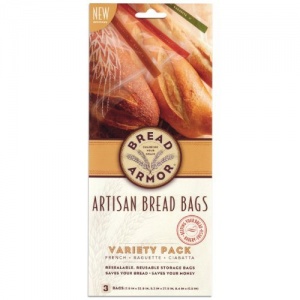 NEW
BREAD
ARMOR
ARTISAN BREAD BAGS
VARIETY PACK
FRENCH • BAGUETTE • CIABATTA
RESEALABLE, REUSABLE STORAGE BAGS
SAVES YOUR BREAD • SAVES YOUR MONEY
3 BAGS